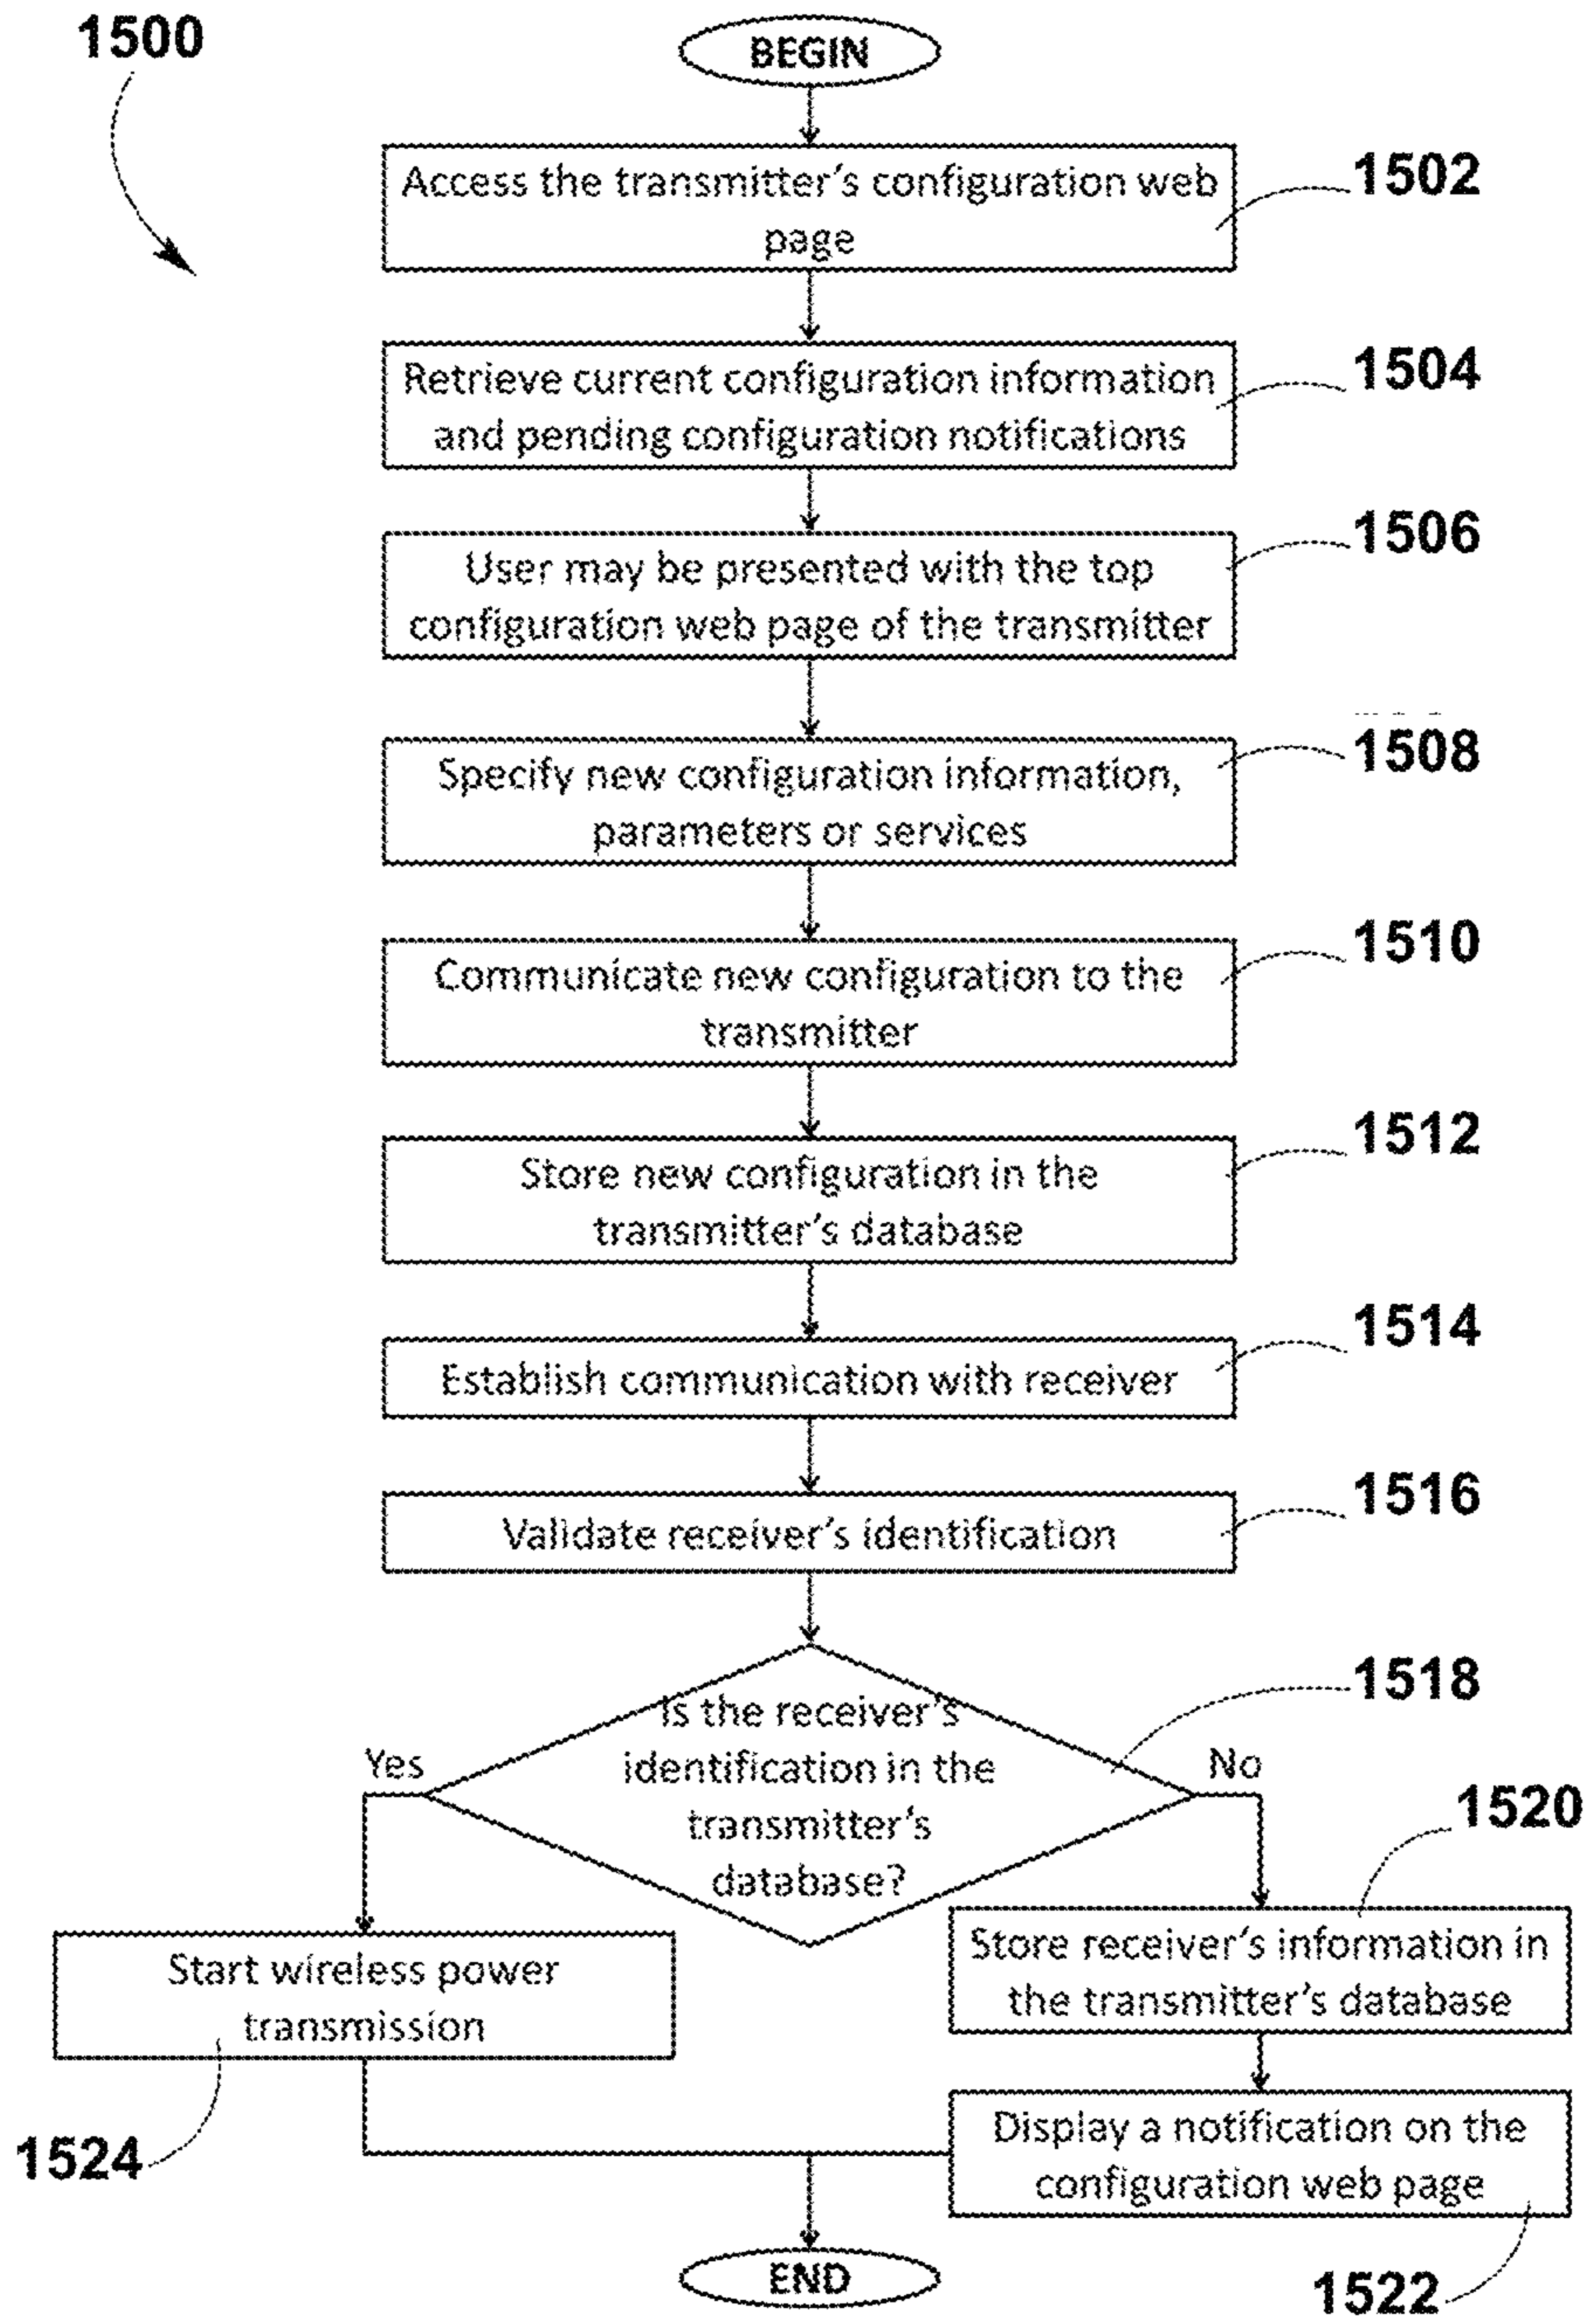 1500
BEGIN
Access the transmitter's configuration web
page
1502
Retrieve current configuration information
and pending configuration notifications
1504
User may be presented with the top
configuration web page of the transmitter
1506
Specify new configuration information,
parameters or services
1508
Communicate new configuration to the
transmitter
1510
Store new configuration in the
transmitter's database
1512
Establish communication with receiver
1514
Validate receiver's identification
1516
Is the receiver's
identification in the
transmitter's
database?
1518
Yes
No
1520
Store receiver's information in
the transmitter's database
Start wireless power
transmission
1524
Display a notification on the
configuration web page
1522
END